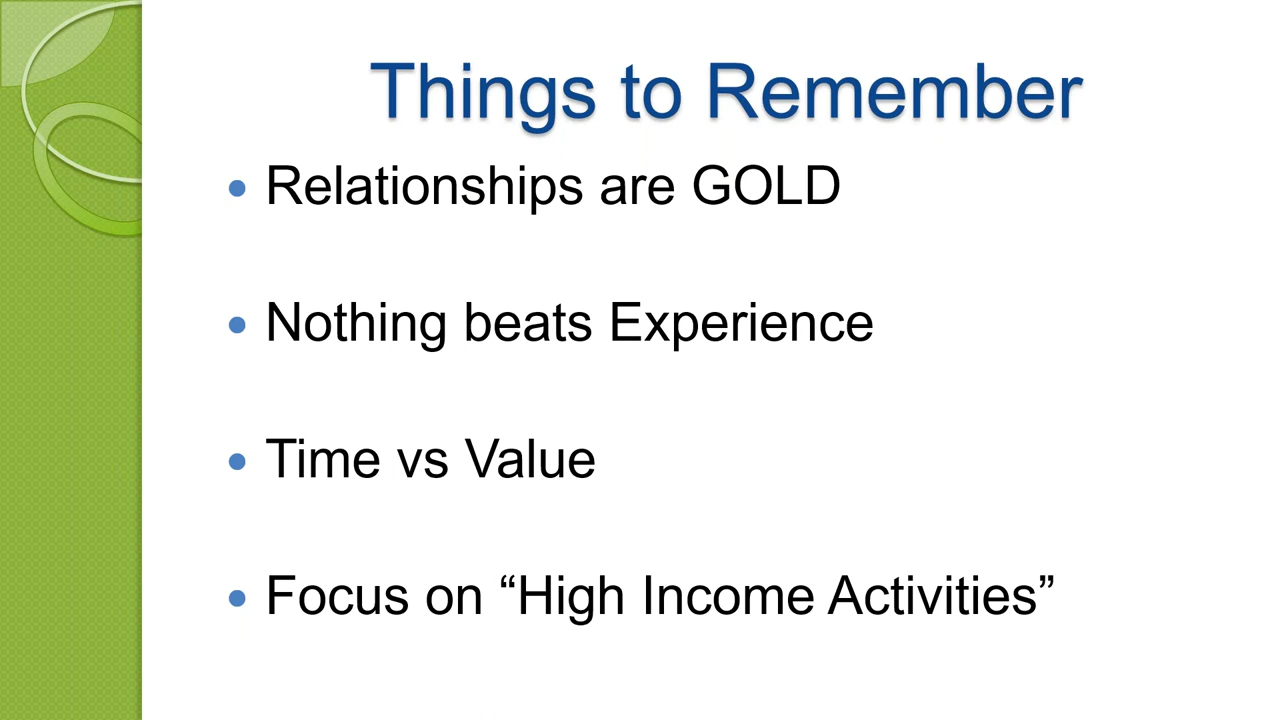 Things to Remember
• Relationships are GOLD
• Nothing beats Experience
• Time vs Value
• Focus on “High Income Activities”